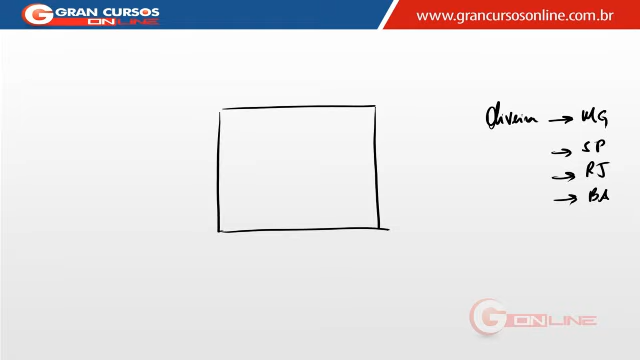 GRAN CURSOS
ONLINE
www.grancursosonline.com.br
Oliveira → MG
→ SP
→ RJ
→ BA
G ONLINE